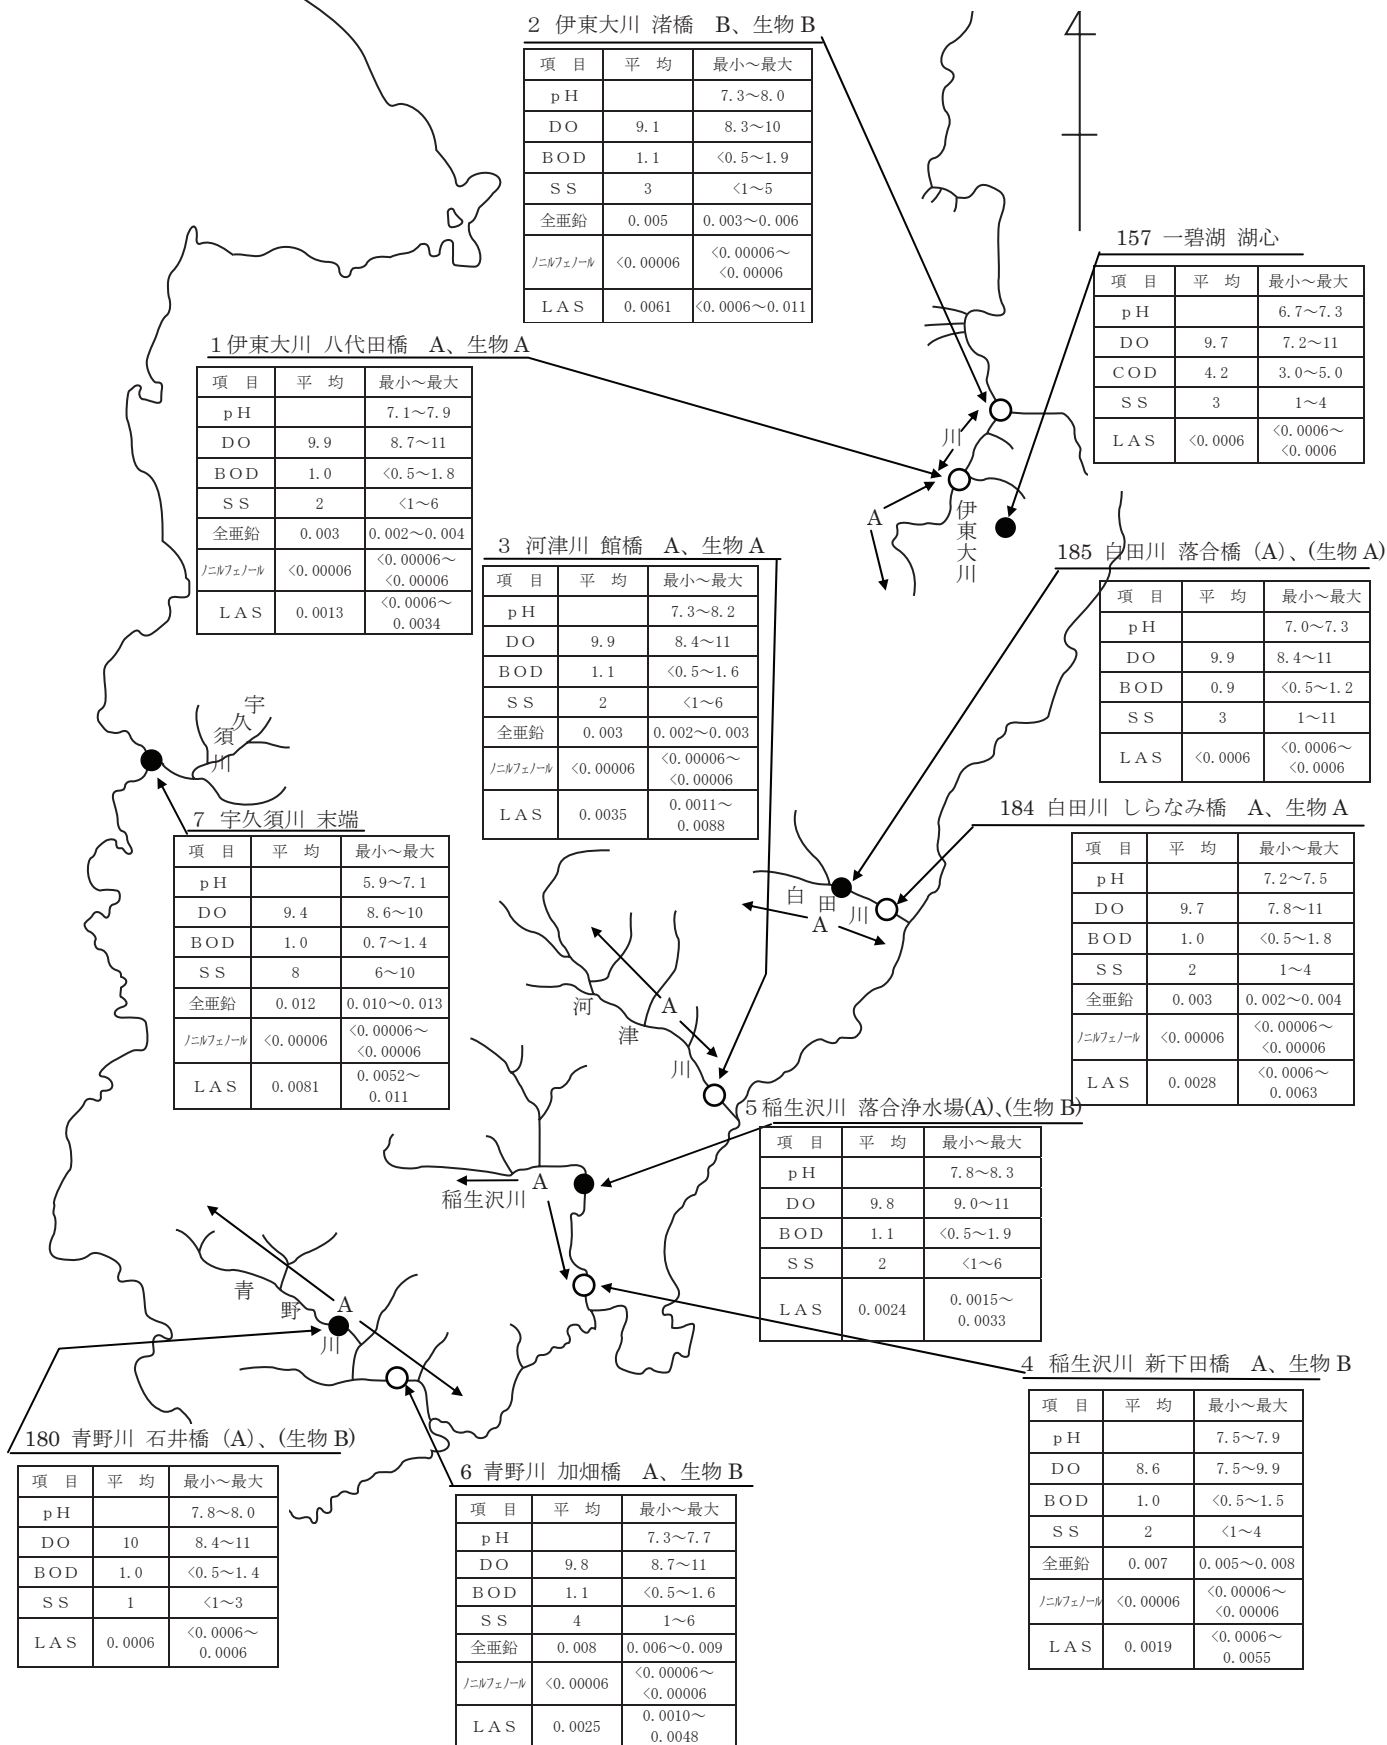 2 伊東大川 渚橋 B、生物 B
項 目 平 均 最小～最大
pH 7.3～8.0
DO 9.1 8.3～10
BOD 1.1 <0.5～1.9
SS 3 <1～5
全亜鉛 0.005 0.003～0.006
ﾉﾆﾙﾌｪﾉｰﾙ <0.00006 <0.00006～
<0.00006
LAS 0.0061 <0.0006～0.011
157 一碧湖 湖心
項 目 平 均 最小～最大
pH 6.7～7.3
DO 9.7 7.2～11
COD 4.2 3.0～5.0
SS 3 1～4
LAS <0.0006 <0.0006～
<0.0006
1 伊東大川 八代田橋 A、生物 A
項 目 平 均 最小～最大
pH 7.1～7.9
DO 9.9 8.7～11
BOD 1.0 <0.5～1.8
SS 2 <1～6
全亜鉛 0.003 0.002～0.004
ﾉﾆﾙﾌｪﾉｰﾙ <0.00006 <0.00006～
<0.00006
LAS 0.0013 <0.0006～
0.0034
川
A
伊東大川
3 河津川 館橋 A、生物 A
項 目 平 均 最小～最大
pH 7.3～8.2
DO 9.9 8.4～11
BOD 1.1 <0.5～1.6
SS 2 <1～6
全亜鉛 0.003 0.002～0.003
ﾉﾆﾙﾌｪﾉｰﾙ <0.00006 <0.00006～
<0.00006
LAS 0.0035 0.0011～
0.0088
185 白田川 落合橋（A）、(生物 A)
項 目 平 均 最小～最大
pH 7.0～7.3
DO 9.9 8.4～11
BOD 0.9 <0.5～1.2
SS 3 1～11
LAS <0.0006 <0.0006～
<0.0006
宇久須川
7 宇久須川 末端
項 目 平 均 最小～最大
pH 5.9～7.1
DO 9.4 8.6～10
BOD 1.0 0.7～1.4
SS 8 6～10
全亜鉛 0.012 0.010～0.013
ﾉﾆﾙﾌｪﾉｰﾙ <0.00006 <0.00006～
<0.00006
LAS 0.0081 0.0052～
0.011
184 白田川 しらなみ橋 A、生物 A
項 目 平 均 最小～最大
pH 7.2～7.5
DO 9.7 7.8～11
BOD 1.0 <0.5～1.8
SS 2 1～4
全亜鉛 0.003 0.002～0.004
ﾉﾆﾙﾌｪﾉｰﾙ <0.00006 <0.00006～
<0.00006
LAS 0.0028 <0.0006～
0.0063
白田川
A
河津川
A
5 稲生沢川 落合浄水場(A)、(生物 B)
項 目 平 均 最小～最大
pH 7.8～8.3
DO 9.8 9.0～11
BOD 1.1 <0.5～1.9
SS 2 <1～6
LAS 0.0024 0.0015～
0.0033
A
稲生沢川
青野川
A
4 稲生沢川 新下田橋 A、生物 B
項 目 平 均 最小～最大
pH 7.5～7.9
DO 8.6 7.5～9.9
BOD 1.0 <0.5～1.5
SS 2 <1～4
全亜鉛 0.007 0.005～0.008
ﾉﾆﾙﾌｪﾉｰﾙ <0.00006 <0.00006～
<0.00006
LAS 0.0019 <0.0006～
0.0055
180 青野川 石井橋（A）、(生物 B)
項 目 平 均 最小～最大
pH 7.8～8.0
DO 10 8.4～11
BOD 1.0 <0.5～1.4
SS 1 <1～3
LAS 0.0006 <0.0006～
0.0006
6 青野川 加畑橋 A、生物 B
項 目 平 均 最小～最大
pH 7.3～7.7
DO 9.8 8.7～11
BOD 1.1 <0.5～1.6
SS 4 1～6
全亜鉛 0.008 0.006～0.009
ﾉﾆﾙﾌｪﾉｰﾙ <0.00006 <0.00006～
<0.00006
LAS 0.0025 0.0010～
0.0048